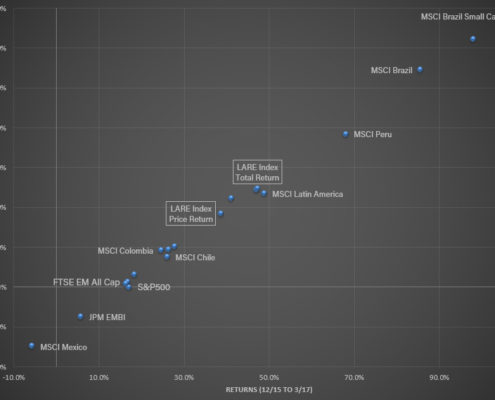 MSCI Brazil Small Ca
MSCI Brazil
MSCI Peru
LARE Index
Total Return
MSCI Latin America
LARE Index
Price Return
MSCI Colombia
MSCI Chile
FTSE EM All Cap
S&P500
JPM EMBI
MSCI Mexico
-10.0% 10.0% 30.0% 50.0% 70.0% 90.0%
RETURNS (12/15 TO 3/17)